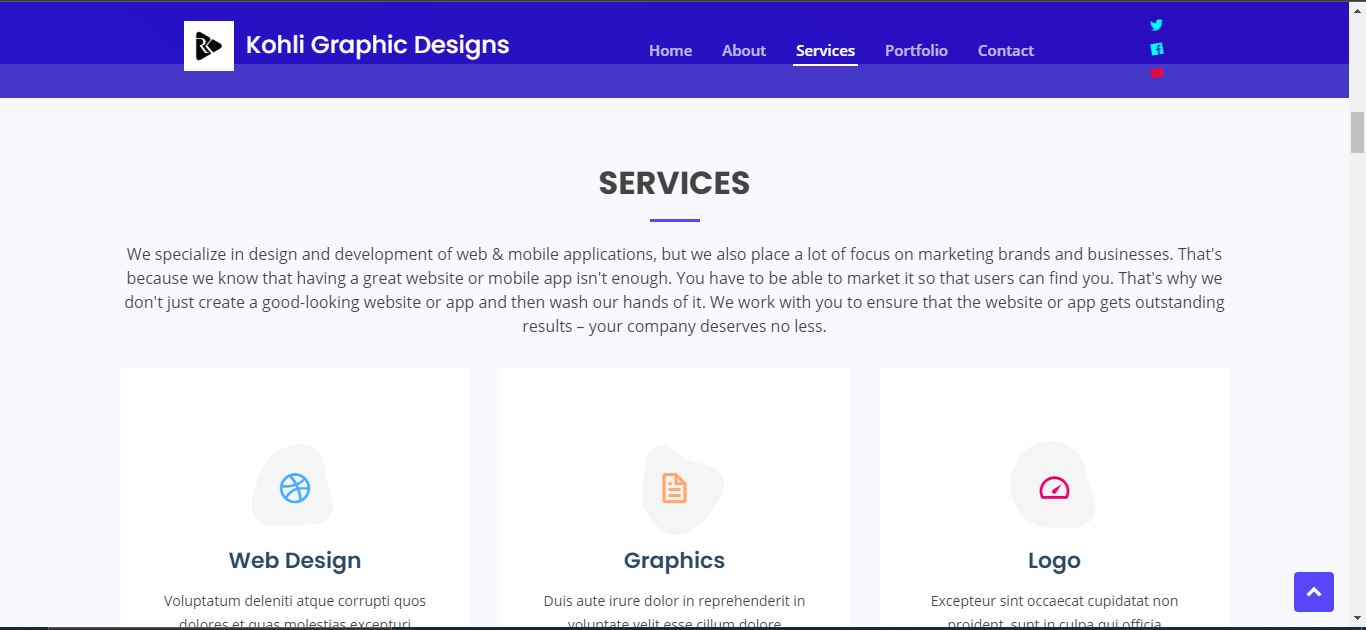 Kohli Graphic Designs
Home About Services Portfolio Contact
SERVICES
We specialize in design and development of web & mobile applications, but we also place a lot of focus on marketing brands and businesses. That's
because we know that having a great website or mobile app isn't enough. You have to be able to market it so that users can find you. That's why we
don't just create a good-looking website or app and then wash our hands of it. We work with you to ensure that the website or app gets outstanding
results – your company deserves no less.
Web Design
Voluptatum deleniti atque corrupti quos
dolores et quas molestias excepturi
Graphics
Duis aute irure dolor in reprehenderit in
voluptate velit esse cillum dolore
Logo
Excepteur sint occaecat cupidatat non
proident, sunt in culpa qui officia